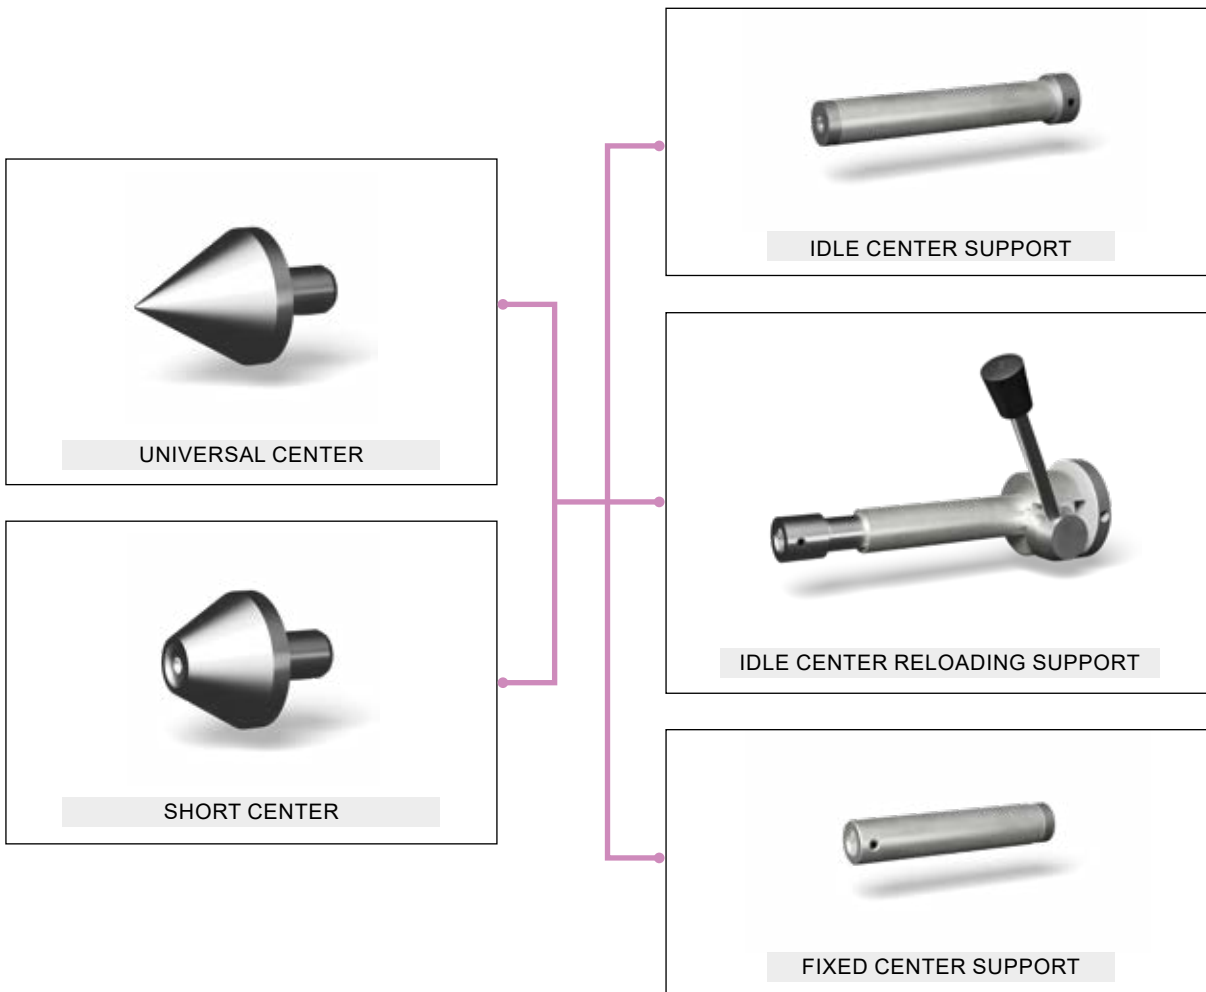 UNIVERSAL CENTER
SHORT CENTER
IDLE CENTER SUPPORT
IDLE CENTER RELOADING SUPPORT
FIXED CENTER SUPPORT